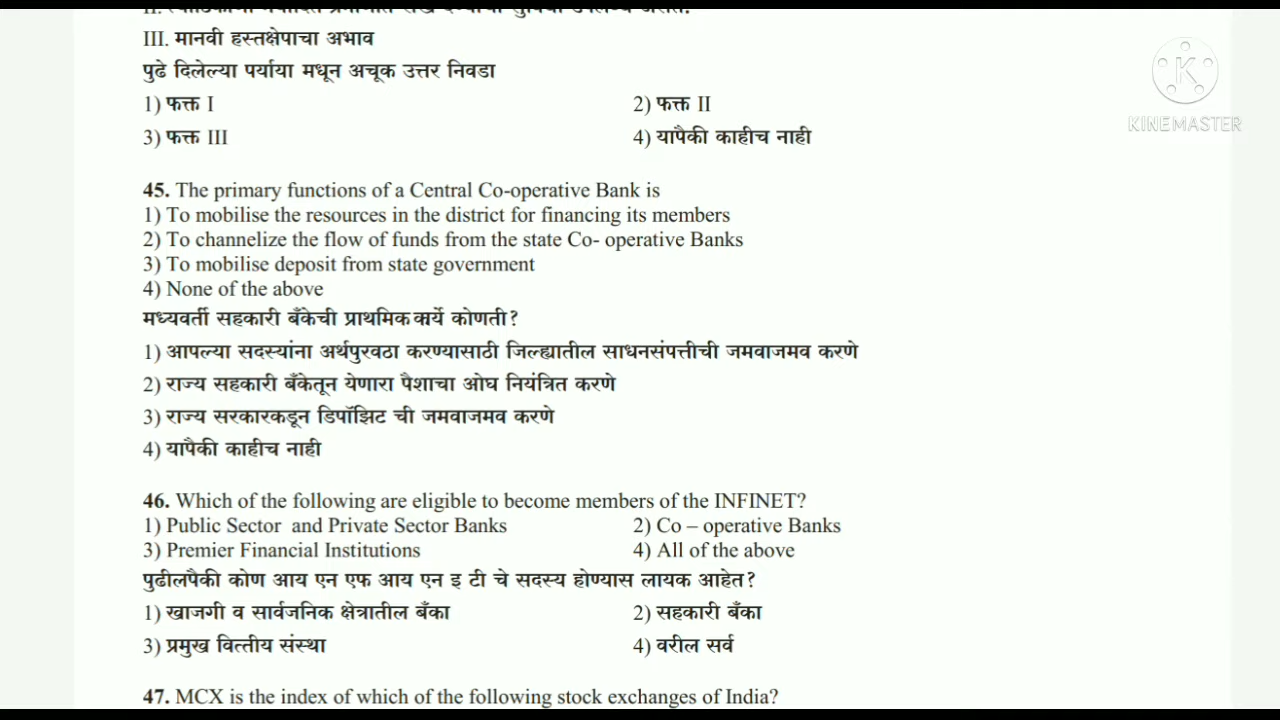 III. मानवी हस्तक्षेपाचा अभाव
पुढे दिलेल्या पर्याया मधून अचूक उत्तर निवडा
1) फक्त I 2) फक्त II
3) फक्त III 4) यापैकी काहीच नाही
KINEMASTER
45. The primary functions of a Central Co-operative Bank is
1) To mobilise the resources in the district for financing its members
2) To channelize the flow of funds from the state Co- operative Banks
3) To mobilise deposit from state government
4) None of the above
मध्यवर्ती सहकारी बँकेची प्राथमिक कार्ये कोणती?
1) आपल्या सदस्यांना अर्थपुरवठा करण्यासाठी जिल्ह्यातील साधनसंपत्तीची जमवाजमव करणे
2) राज्य सहकारी बँकेतून येणारा पैशाचा ओघ नियंत्रित करणे
3) राज्य सरकारकडून डिपॉझिट ची जमवाजमव करणे
4) यापैकी काहीच नाही
46. Which of the following are eligible to become members of the INFINET?
1) Public Sector and Private Sector Banks 2) Co – operative Banks
3) Premier Financial Institutions 4) All of the above
पुढीलपैकी कोण आय एन एफ आय एन इ टी चे सदस्य होण्यास लायक आहेत?
1) खाजगी व सार्वजनिक क्षेत्रातील बँका 2) सहकारी बँका
3) प्रमुख वित्तीय संस्था 4) वरील सर्व
47. MCX is the index of which of the following stock exchanges of India?